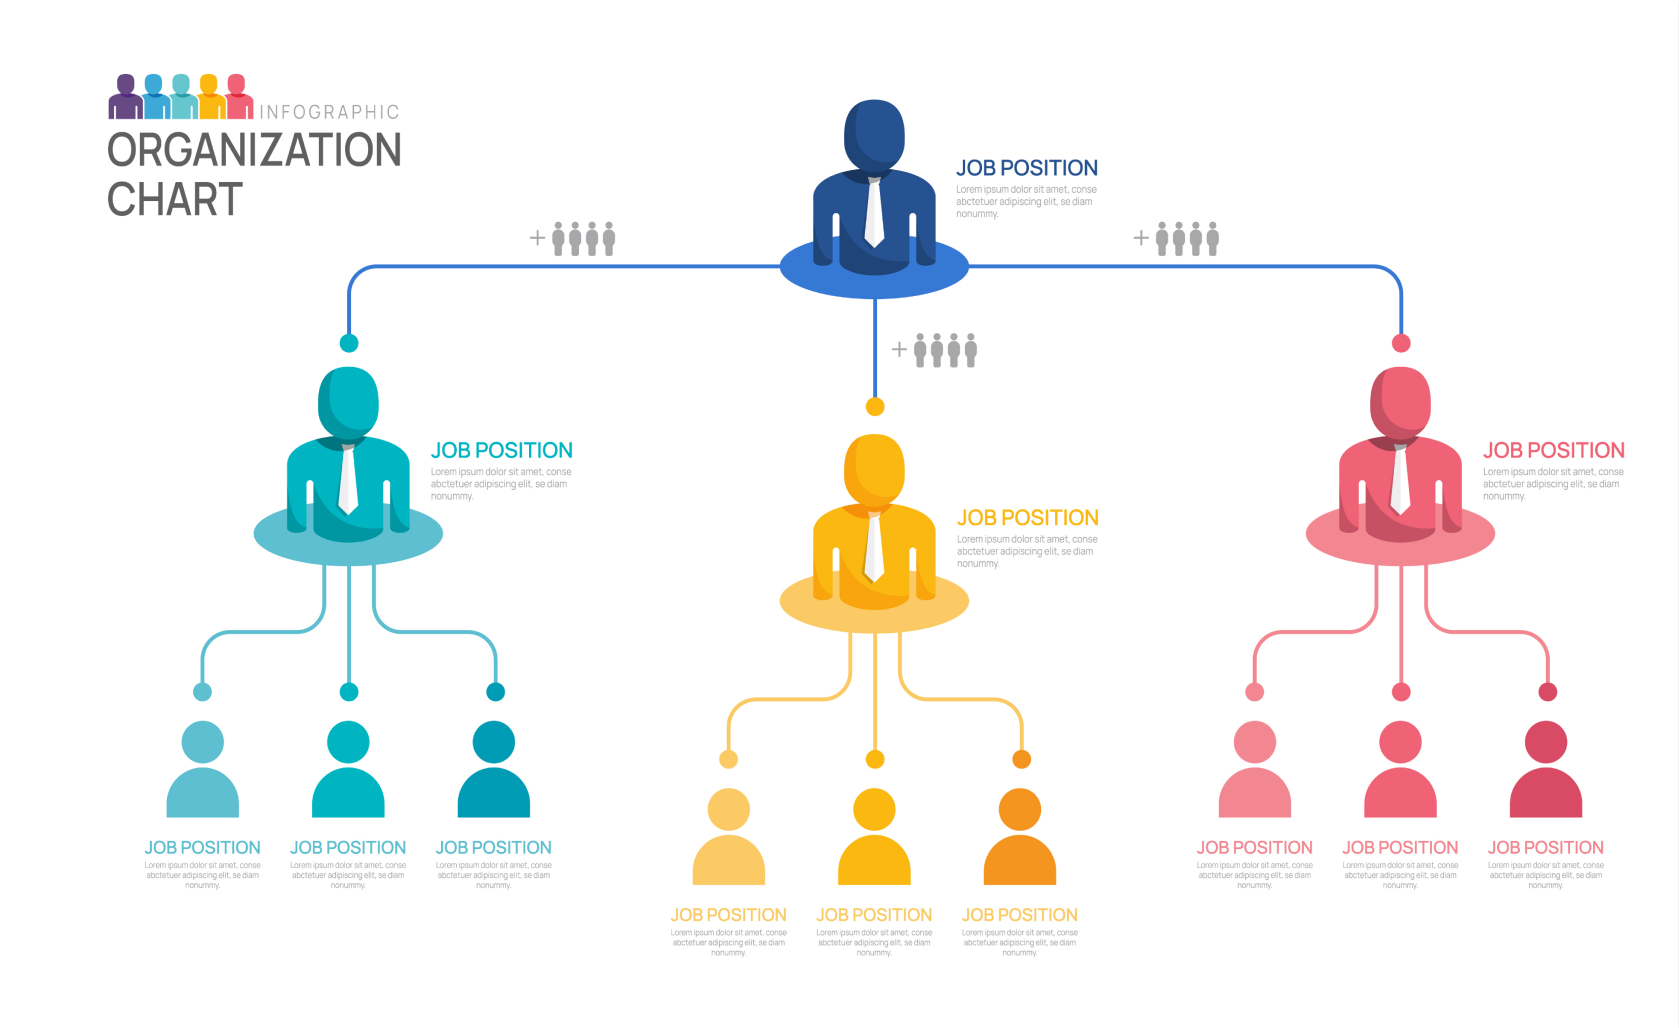 INFOGRAPHIC
ORGANIZATION
CHART
JOB POSITION
Lorem ipsum dolor sit amet, conse
abctetuer adipiscing elit, se diam
nonummy.
JOB POSITION
Lorem ipsum dolor sit amet, conse
abctetuer adipiscing elit, se diam
nonummy.
JOB POSITION
Lorem ipsum dolor sit amet, conse
abctetuer adipiscing elit, se diam
nonummy.
JOB POSITION
Lorem ipsum dolor sit amet, conse
abctetuer adipiscing elit, se diam
nonummy.
JOB POSITION
Lorem ipsum dolor sit amet, conse
abctetuer adipiscing elit, se diam
nonummy.
JOB POSITION
Lorem ipsum dolor sit amet, conse
abctetuer adipiscing elit, se diam
nonummy.
JOB POSITION
Lorem ipsum dolor sit amet, conse
abctetuer adipiscing elit, se diam
nonummy.
JOB POSITION
Lorem ipsum dolor sit amet, conse
abctetuer adipiscing elit, se diam
nonummy.
JOB POSITION
Lorem ipsum dolor sit amet, conse
abctetuer adipiscing elit, se diam
nonummy.
JOB POSITION
Lorem ipsum dolor sit amet, conse
abctetuer adipiscing elit, se diam
nonummy.
JOB POSITION
Lorem ipsum dolor sit amet, conse
abctetuer adipiscing elit, se diam
nonummy.
JOB POSITION
Lorem ipsum dolor sit amet, conse
abctetuer adipiscing elit, se diam
nonummy.
JOB POSITION
Lorem ipsum dolor sit amet, conse
abctetuer adipiscing elit, se diam
nonummy.